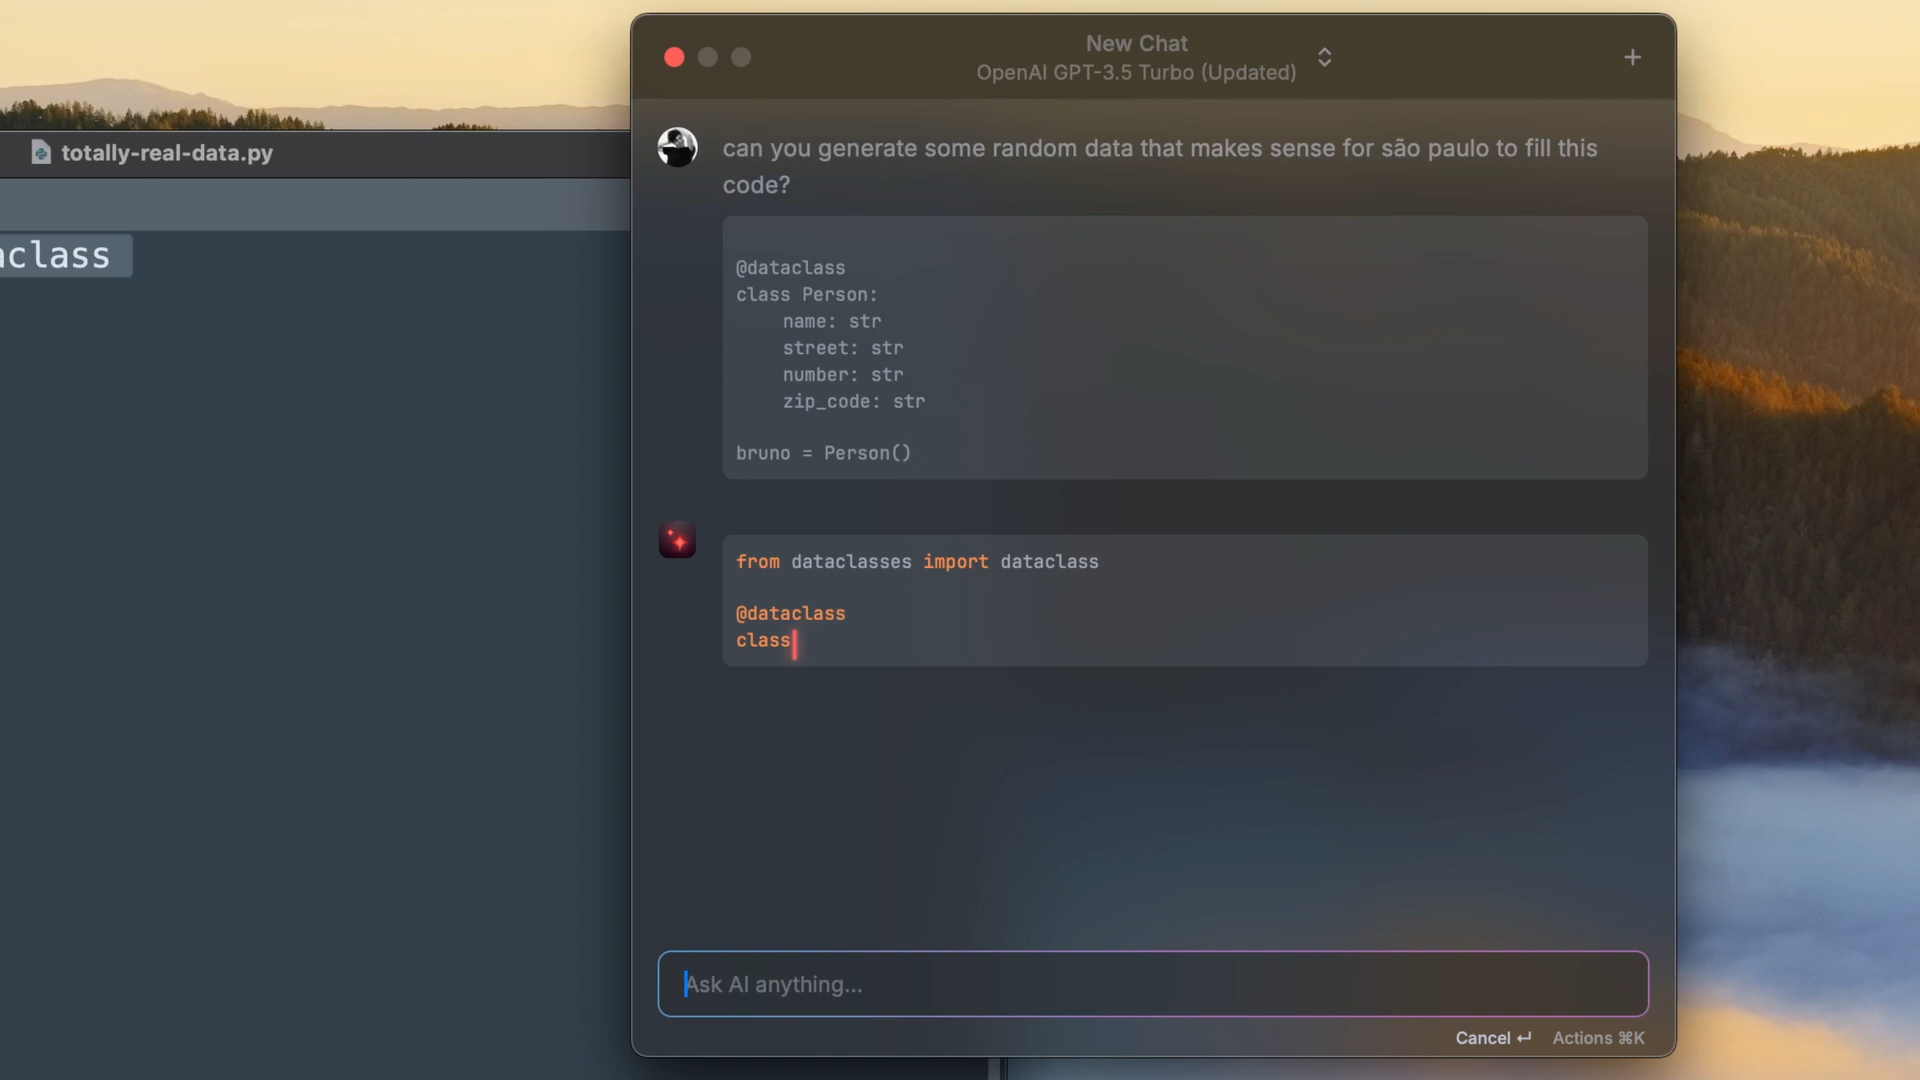 New Chat
OpenAI GPT-3.5 Turbo (Updated)
totally-real-data.py
class
can you generate some random data that makes sense for são paulo to fill this
code?
@dataclass
class Person:
name: str
street: str
number: str
zip_code: str
bruno = Person()
from dataclasses import dataclass
@dataclass
class
Ask AI anything...
Cancel ↵ Actions ⌘K